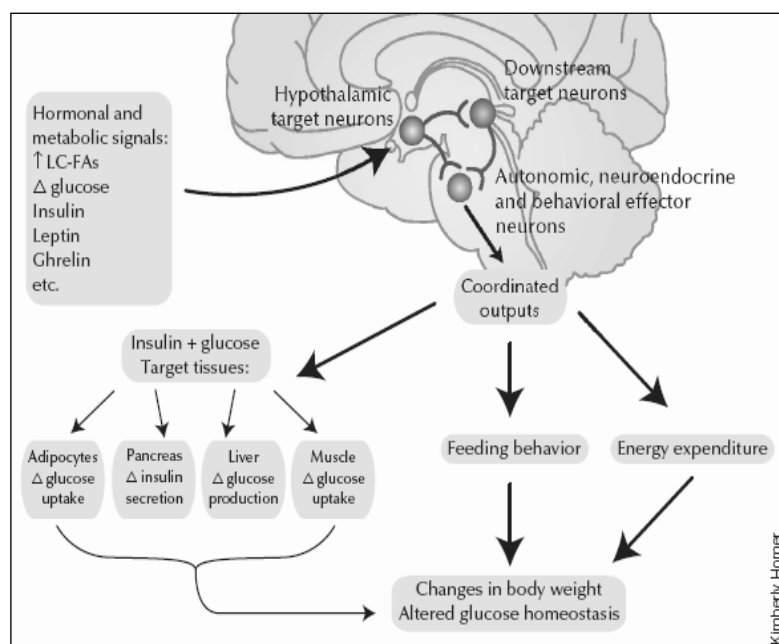 Hormonal and
metabolic signals:
↑ LC-FAs
Δ glucose
Insulin
Leptin
Ghrelin
etc.
Hypothalamic
target neurons
Downstream
target neurons
Autonomic, neuroendocrine
and behavioral effector
neurons
Coordinated
outputs
Insulin + glucose
Target tissues:
Adipocytes
Δ glucose
uptake
Pancreas
Δ insulin
secretion
Liver
Δ glucose
production
Muscle
Δ glucose
uptake
Feeding behavior
Energy expenditure
Changes in body weight
Altered glucose homeostasis
Kimberly Horner